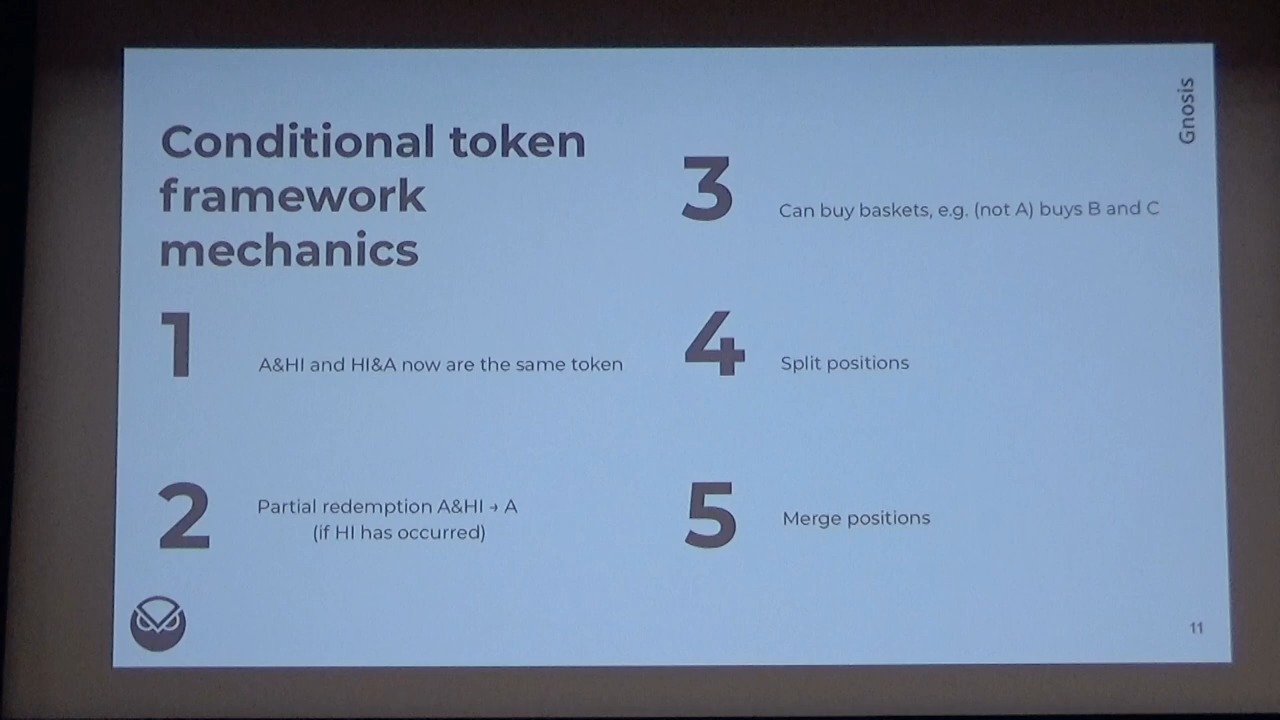 Conditional token
framework
mechanics
1
A&HI and HI&A now are the same token
2
Partial redemption A&HI → A
(if HI has occurred)
3
Can buy baskets, e.g. (not A) buys B and C
4
Split positions
5
Merge positions
Gnosis
11